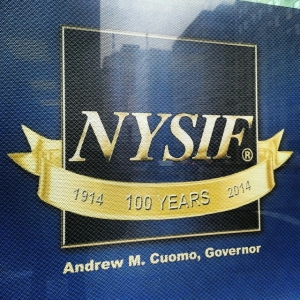 NYSIF®
1914 100 YEARS 2014
Andrew M. Cuomo, Governor